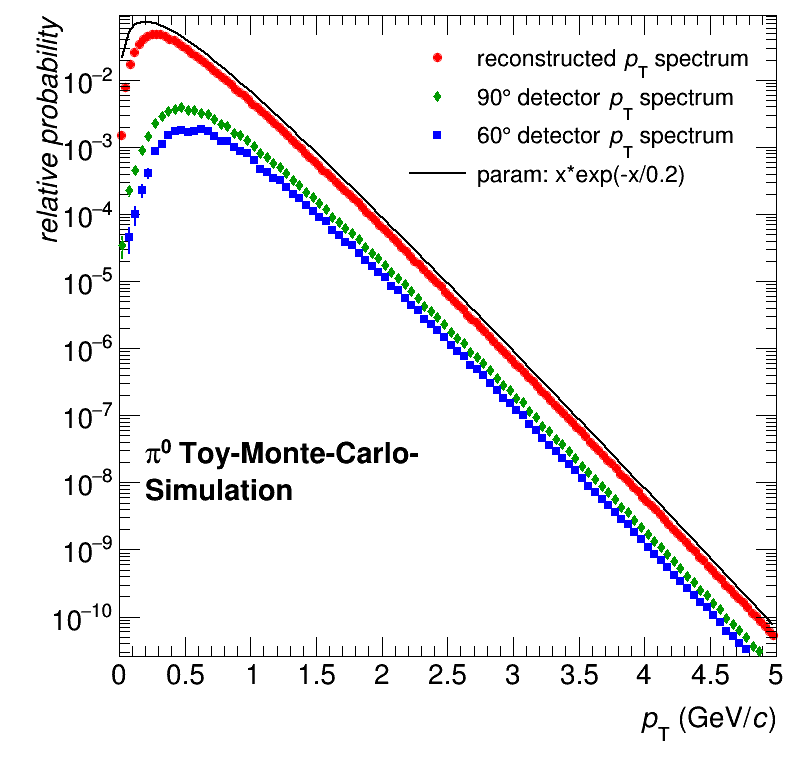 relative probability
10⁻²
10⁻³
10⁻⁴
10⁻⁵
10⁻⁶
10⁻⁷
10⁻⁸
10⁻⁹
10⁻¹⁰
reconstructed p_T spectrum
90° detector p_T spectrum
60° detector p_T spectrum
param: x*exp(-x/0.2)
π⁰ Toy-Monte-Carlo-
Simulation
0 0.5 1 1.5 2 2.5 3 3.5 4 4.5 5
p_T (GeV/c)